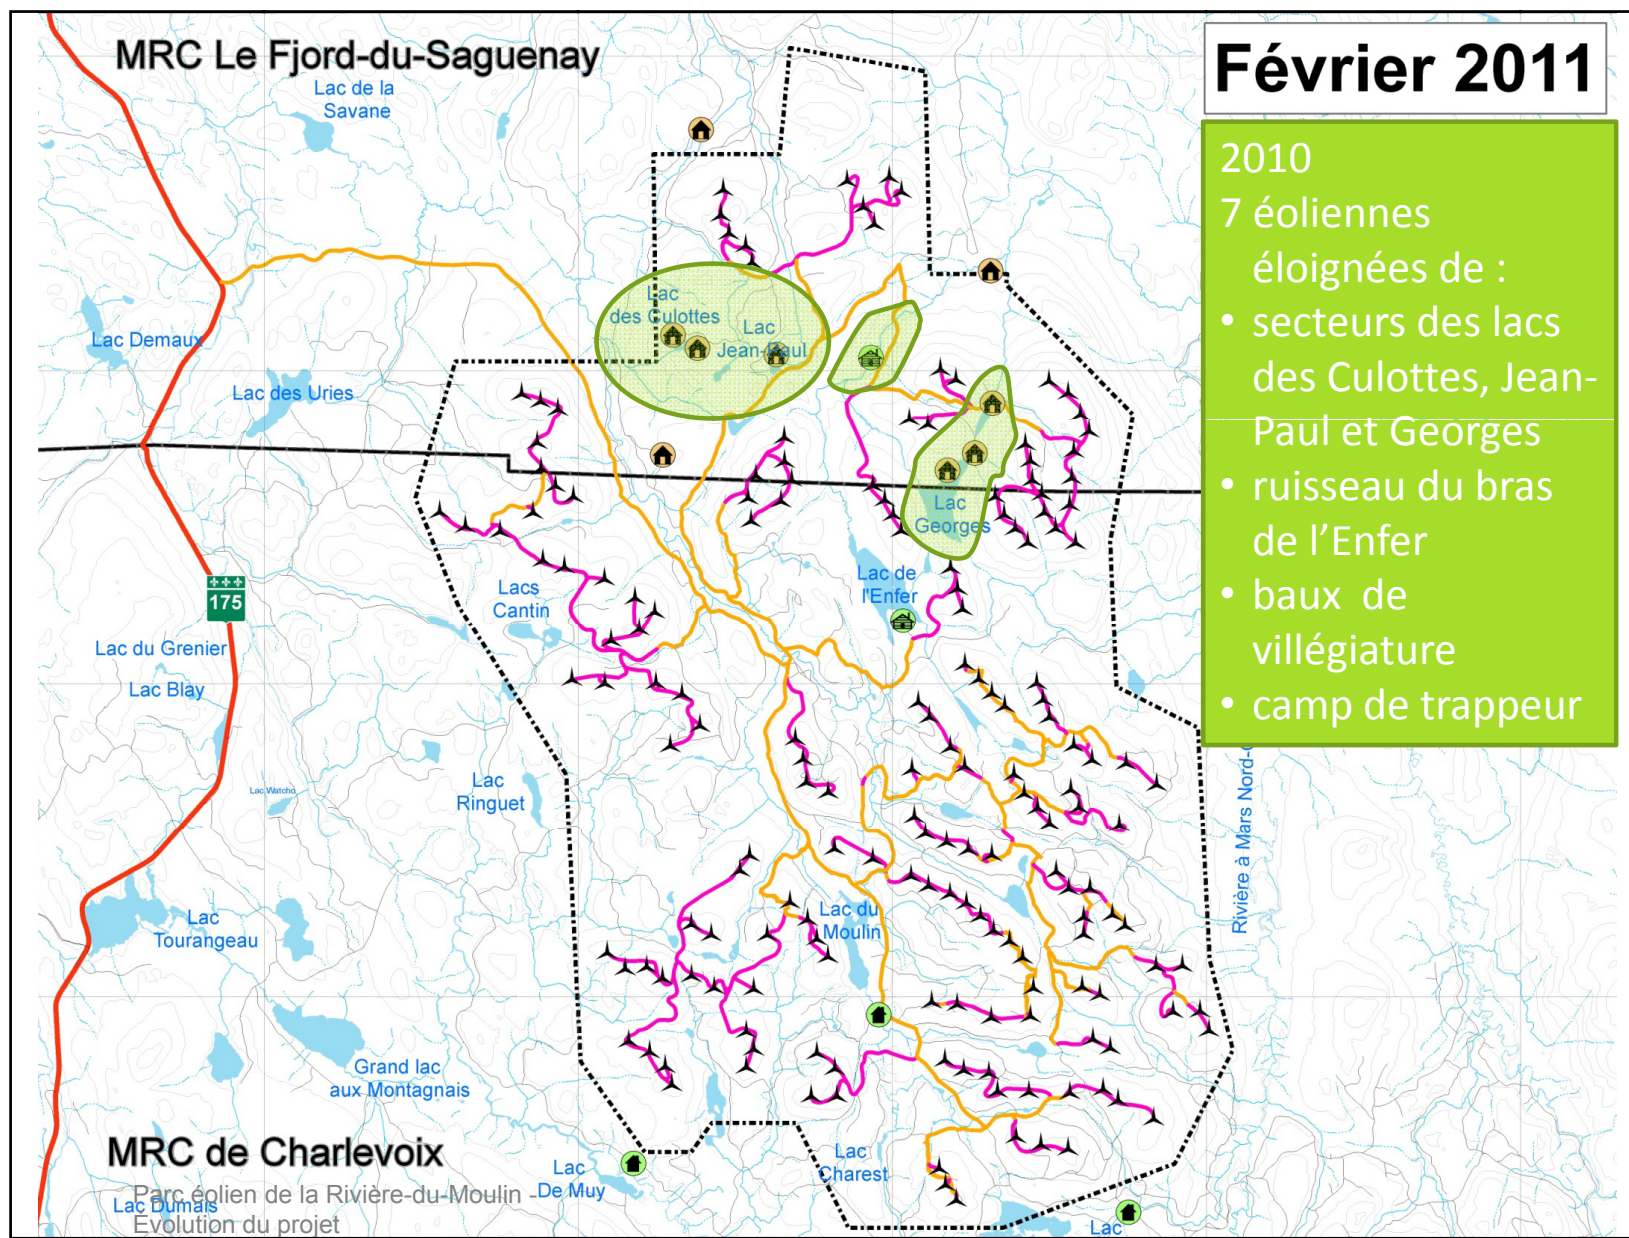 MRC Le Fjord-du-Saguenay
Février 2011
2010
7 éoliennes
éloignées de :
• secteurs des lacs
des Culottes, Jean-
Paul et Georges
• ruisseau du bras
de l’Enfer
• baux de
villégiature
• camp de trappeur
Lac de la
Savane
Lac
des Culottes
Lac
Jean-Paul
Lac Demaux
Lac des Uries
Lac
Georges
Lac de
l'Enfer
Lacs
Cantin
175
Lac du Grenier
Lac Blay
Lac
Ringuet
Lac Watcho
Rivière à Mars Nord-
Lac
Tourangeau
Lac du
Moulin
Grand lac
aux Montagnais
MRC de Charlevoix
Lac
De Muy
Lac
Charest
Lac
Lac Dumais
Parc éolien de la Rivière-du-Moulin -
Évolution du projet